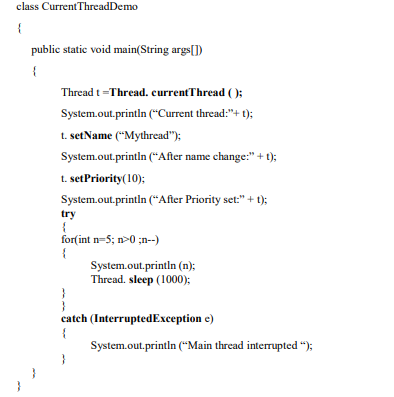 class CurrentThreadDemo
{
public static void main(String args[])
{
Thread t =Thread. currentThread ( );
System.out.println (“Current thread:”+ t);
t. setName (“Mythread”);
System.out.println (“After name change:” + t);
t. setPriority(10);
System.out.println (“After Priority set:” + t);
try
{
for(int n=5; n>0 ;n--)
{
System.out.println (n);
Thread. sleep (1000);
}
}
catch (InterruptedException e)
{
System.out.println (“Main thread interrupted “);
}
}
}